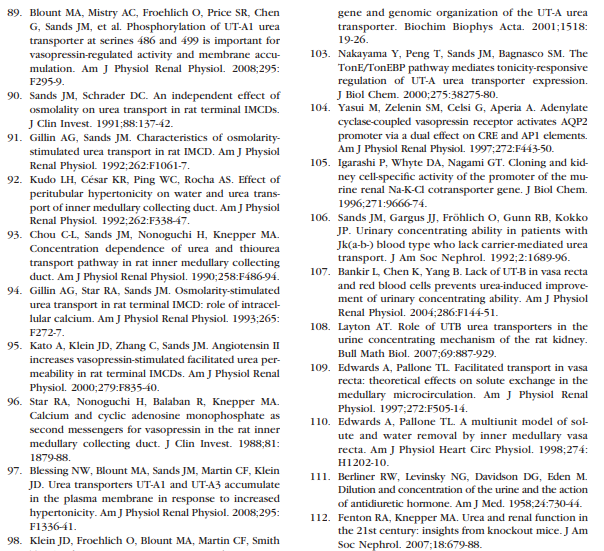 89. Blount MA, Mistry AC, Froehlich O, Price SR, Chen
G, Sands JM, et al. Phosphorylation of UT-A1 urea
transporter at serines 486 and 499 is important for
vasopressin-regulated activity and membrane accu-
mulation. Am J Physiol Renal Physiol. 2008;295:
F295-9.
90. Sands JM, Schrader DC. An independent effect of
osmolality on urea transport in rat terminal IMCDs.
J Clin Invest. 1991;88:137-42.
91. Gillin AG, Sands JM. Characteristics of osmolarity-
stimulated urea transport in rat IMCD. Am J Physiol
Renal Physiol. 1992;262:F1061-7.
92. Kudo LH, César KR, Ping WC, Rocha AS. Effect of
peritubular hypertonicity on water and urea trans-
port of inner medullary collecting duct. Am J Physiol
Renal Physiol. 1992;262:F338-47.
93. Chou C-L, Sands JM, Nonoguchi H, Knepper MA.
Concentration dependence of urea and thiourea
transport pathway in rat inner medullary collecting
duct. Am J Physiol Renal Physiol. 1990;258:F486-94.
94. Gillin AG, Star RA, Sands JM. Osmolarity-stimulated
urea transport in rat terminal IMCD: role of intracel-
lular calcium. Am J Physiol Renal Physiol. 1993;265:
F272-7.
95. Kato A, Klein JD, Zhang C, Sands JM. Angiotensin II
increases vasopressin-stimulated facilitated urea per-
meability in rat terminal IMCDs. Am J Physiol Renal
Physiol. 2000;279:F835-40.
96. Star RA, Nonoguchi H, Balaban R, Knepper MA.
Calcium and cyclic adenosine monophosphate as
second messengers for vasopressin in the rat inner
medullary collecting duct. J Clin Invest. 1988;81:
1879-88.
97. Blessing NW, Blount MA, Sands JM, Martin CF, Klein
JD. Urea transporters UT-A1 and UT-A3 accumulate
in the plasma membrane in response to increased
hypertonicity. Am J Physiol Renal Physiol. 2008;295:
F1336-41.
98. Klein JD, Froehlich O, Blount MA, Martin CF, Smith
gene and genomic organization of the UT-A urea
transporter. Biochim Biophys Acta. 2001;1518:
19-26.
103. Nakayama Y, Peng T, Sands JM, Bagnasco SM. The
TonE/TonEBP pathway mediates tonicity-responsive
regulation of UT-A urea transporter expression.
J Biol Chem. 2000;275:38275-80.
104. Yasui M, Zelenin SM, Celsi G, Aperia A. Adenylate
cyclase-coupled vasopressin receptor activates AQP2
promoter via a dual effect on CRE and AP1 elements.
Am J Physiol Renal Physiol. 1997;272:F443-50.
105. Igarashi P, Whyte DA, Nagami GT. Cloning and kid-
ney cell-specific activity of the promoter of the mu-
rine renal Na-K-Cl cotransporter gene. J Biol Chem.
1996;271:9666-74.
106. Sands JM, Gargus JJ, Fröhlich O, Gunn RB, Kokko
JP. Urinary concentrating ability in patients with
Jk(a-b-) blood type who lack carrier-mediated urea
transport. J Am Soc Nephrol. 1992;2:1689-96.
107. Bankir L, Chen K, Yang B. Lack of UT-B in vasa recta
and red blood cells prevents urea-induced improve-
ment of urinary concentrating ability. Am J Physiol
Renal Physiol. 2004;286:F144-51.
108. Layton AT. Role of UTB urea transporters in the
urine concentrating mechanism of the rat kidney.
Bull Math Biol. 2007;69:887-929.
109. Edwards A, Pallone TL. Facilitated transport in vasa
recta: theoretical effects on solute exchange in the
medullary microcirculation. Am J Physiol Renal
Physiol. 1997;272:F505-14.
110. Edwards A, Pallone TL. A multiunit model of sol-
ute and water removal by inner medullary vasa
recta. Am J Physiol Heart Circ Physiol. 1998;274:
H1202-10.
111. Berliner RW, Levinsky NG, Davidson DG, Eden M.
Dilution and concentration of the urine and the action
of antidiuretic hormone. Am J Med. 1958;24:730-44.
112. Fenton RA, Knepper MA. Urea and renal function in
the 21st century: insights from knockout mice. J Am
Soc Nephrol. 2007;18:679-88.